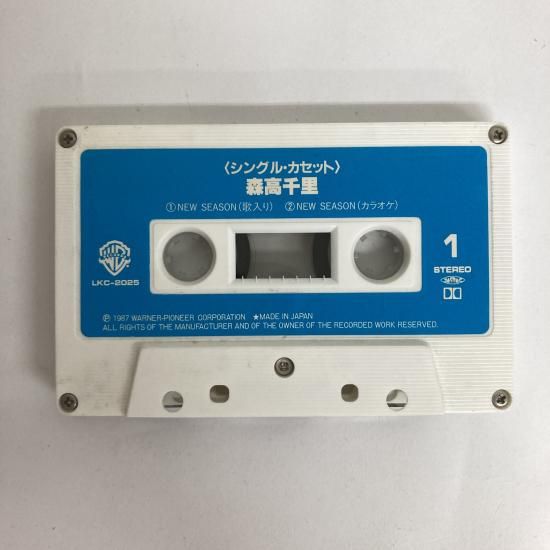 〈シングル・カセット〉
森高千里
①NEW SEASON(歌入り) ②NEW SEASON(カラオケ)
LKC-2025
1
STEREO
Ⓟ 1987 WARNER-PIONEER CORPORATION ★MADE IN JAPAN
ALL RIGHTS OF THE MANUFACTURER AND OF THE OWNER OF THE RECORDED WORK RESERVED.